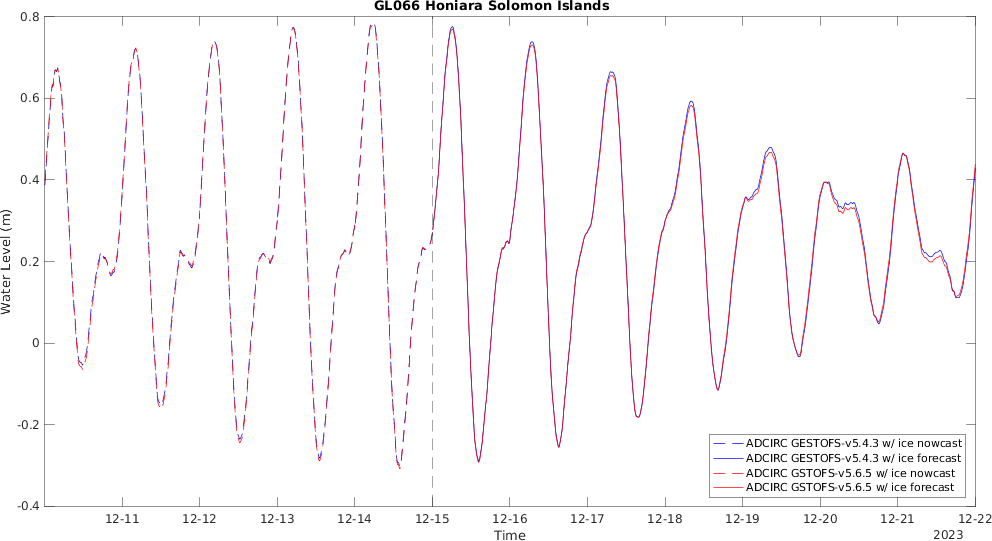 GL066 Honiara Solomon Islands
0.8
0.6
0.4
0.2
0
-0.2
-0.4
Water Level (m)
ADCIRC GESTOFS-v5.4.3 w/ ice nowcast
ADCIRC GESTOFS-v5.4.3 w/ ice forecast
ADCIRC GSTOFS-v5.6.5 w/ ice nowcast
ADCIRC GSTOFS-v5.6.5 w/ ice forecast
12-11 12-12 12-13 12-14 12-15 12-16 12-17 12-18 12-19 12-20 12-21 12-22
Time
2023